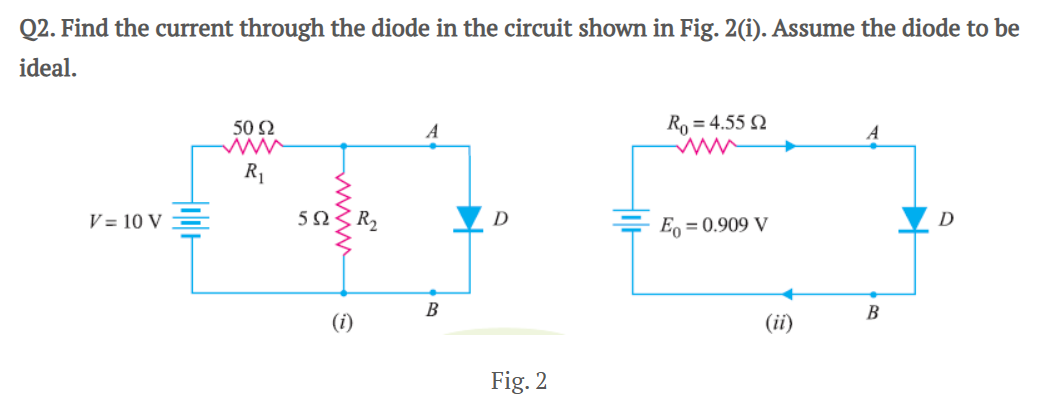 Q2. Find the current through the diode in the circuit shown in Fig. 2(i). Assume the diode to be
ideal.
50 Ω
R1
A
V = 10 V
5 Ω
R2
D
B
(i)
R0 = 4.55 Ω
A
E0 = 0.909 V
D
B
(ii)
Fig. 2